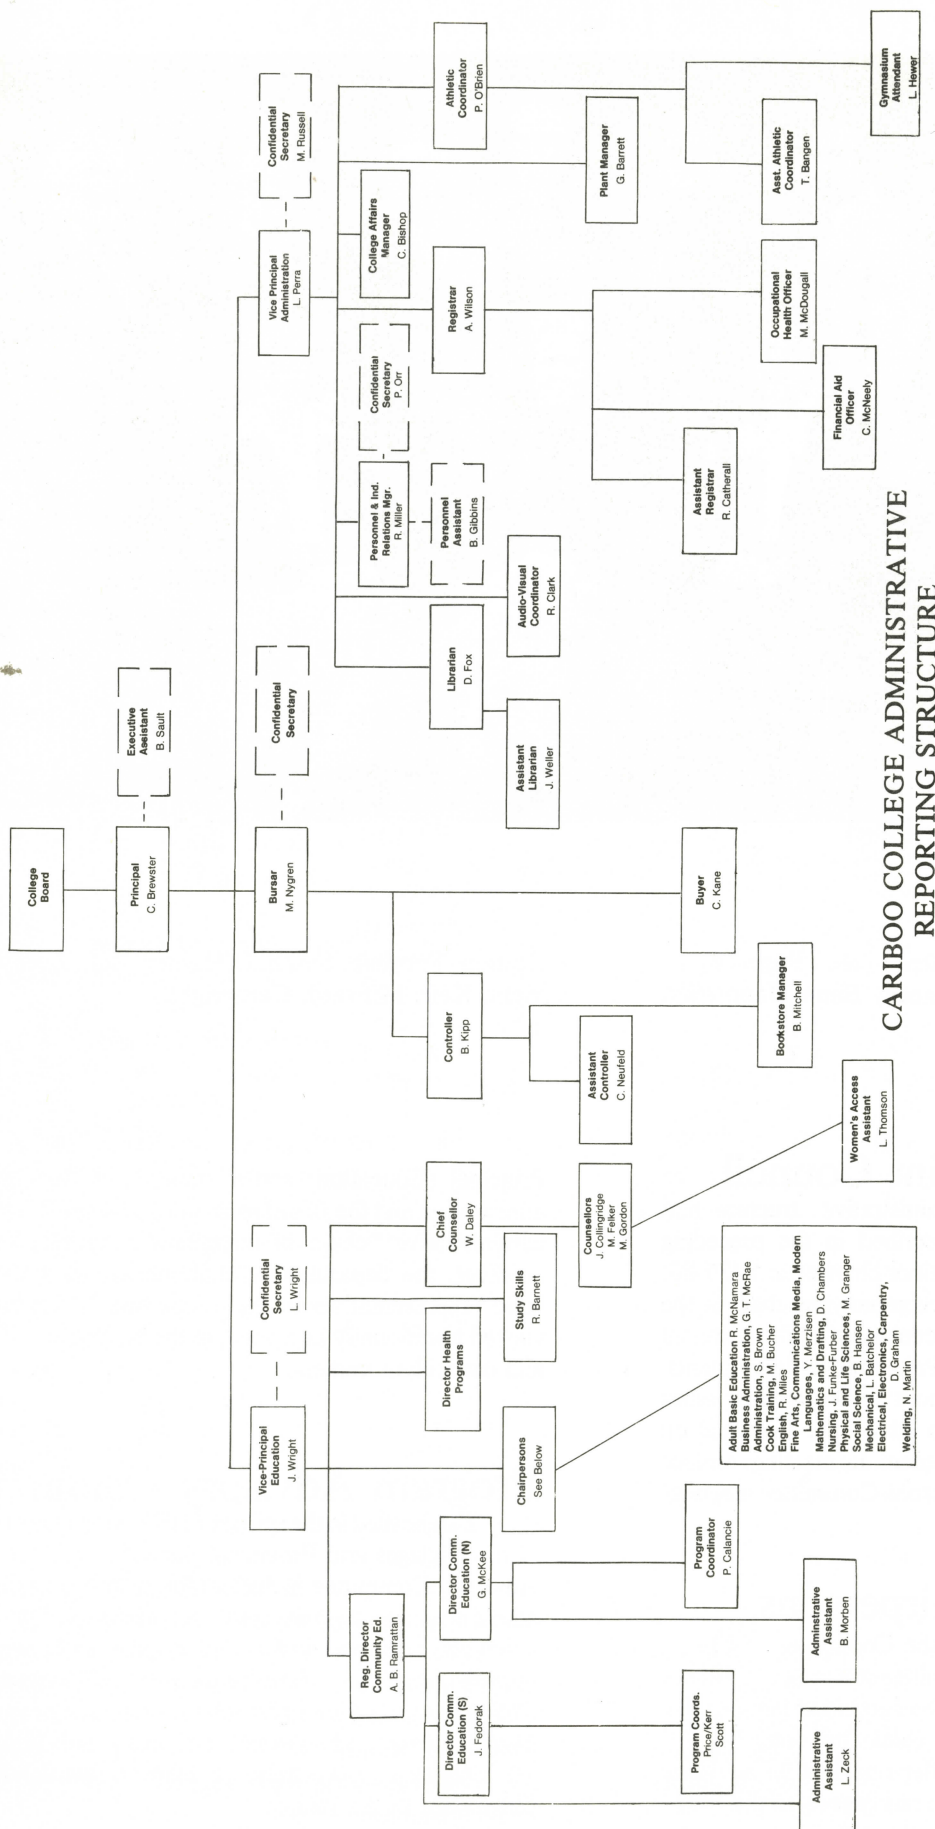 College
Board
Principal
C. Brewster
Executive
Assistant
B. Sault
Vice-Principal
Education
J. Wright
Confidential
Secretary
L. Wright
Bursar
M. Nygren
Confidential
Secretary
Vice Principal
Administration
L. Perra
Confidential
Secretary
M. Russell
Reg. Director
Community Ed.
A. B. Ramrattan
Director Comm.
Education (S)
J. Fedorak
Director Comm.
Education (N)
G. McKee
Program Coords.
Price/Kerr
Scott
Program
Coordinator
P. Calancie
Administrative
Assistant
L. Zeck
Adminstrative
Assistant
B. Morben
Chairpersons
See Below
Director Health
Programs
Study Skills
R. Barnett
Chief
Counsellor
W. Daley
Counsellors
J. Collingridge
M. Felker
M. Gordon
Women's Access
Assistant
L. Thomson
Adult Basic Education R. McNamara
Business Administration, G. T. McRae
Administration, S. Brown
Cook Training, M. Bucher
English, R. Miles
Fine Arts, Communications Media, Modern
Languages, Y. Merzisen
Mathematics and Drafting, D. Chambers
Nursing, J. Funke-Furber
Physical and Life Sciences, M. Granger
Social Science, B. Hansen
Mechanical, L. Batchelor
Electrical, Electronics, Carpentry,
D. Graham
Welding, N. Martin
Controller
B. Kipp
Assistant
Controller
C. Neufeld
Bookstore Manager
B. Mitchell
Buyer
C. Kane
Librarian
D. Fox
Assistant
Librarian
J. Weller
Audio-Visual
Coordinator
R. Clark
Personnel & Ind.
Relations Mgr.
R. Miller
Confidential
Secretary
P. Orr
Personnel
Assistant
B. Gibbins
Registrar
A. Wilson
Assistant
Registrar
R. Catherall
Financial Aid
Officer
C. McNeely
Occupational
Health Officer
M. McDougall
College Affairs
Manager
C. Bishop
Plant Manager
G. Barrett
Athletic
Coordinator
P. O'Brien
Asst. Athletic
Coordinator
T. Bangen
Gymnasium
Attendant
L. Hewer
CARIBOO COLLEGE ADMINISTRATIVE
REPORTING STRUCTURE